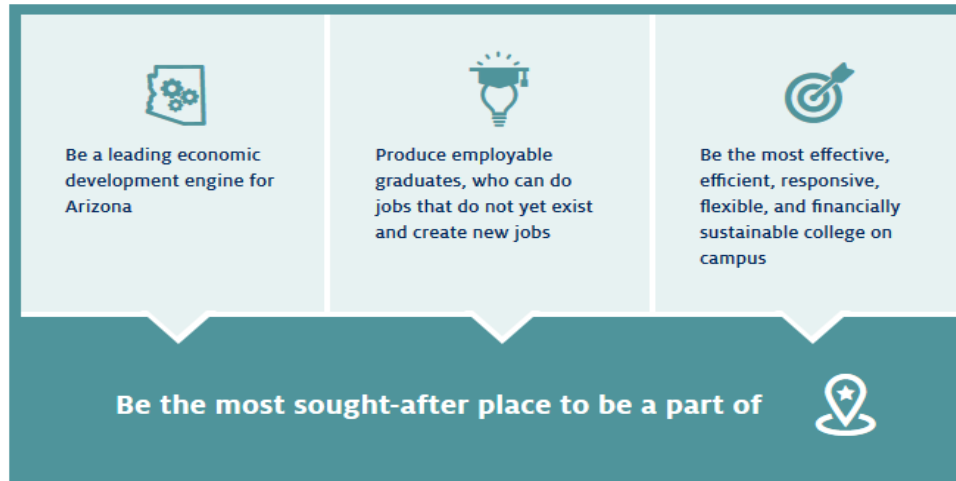 Be a leading economic
development engine for
Arizona
Produce employable
graduates, who can do
jobs that do not yet exist
and create new jobs
Be the most effective,
efficient, responsive,
flexible, and financially
sustainable college on
campus
Be the most sought-after place to be a part of